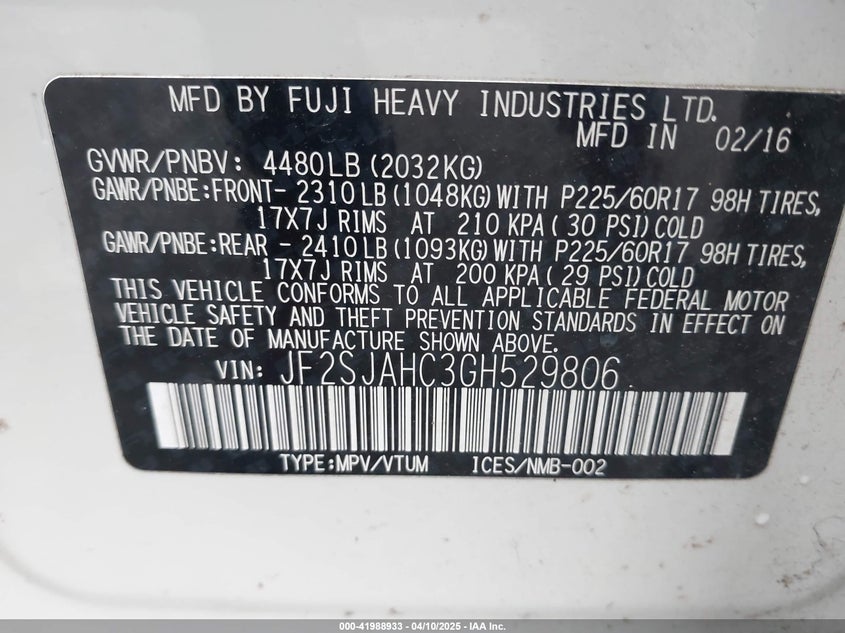 MFD BY FUJI HEAVY INDUSTRIES LTD.
MFD IN 02/16
GVWR/PNBV: 4480LB(2032KG)
GAWR/PNBE:FRONT- 2310LB(1048KG)WITH P225/60R17 98H TIRES,
17X7J RIMS AT 210 KPA(30 PSI)COLD
GAWR/PNBE:REAR - 2410LB(1093KG)WITH P225/60R17 98H TIRES,
17X7J RIMS AT 200 KPA(29 PSI)COLD
THIS VEHICLE CONFORMS TO ALL APPLICABLE FEDERAL MOTOR
VEHICLE SAFETY AND THEFT PREVENTION STANDARDS IN EFFECT ON
THE DATE OF MANUFACTURE SHOWN ABOVE.
VIN: JF2SJAHC3GH529806
TYPE:MPV/VTUM ICES/NMB-002
000-41988933 - 04/10/2025 - IAA Inc.